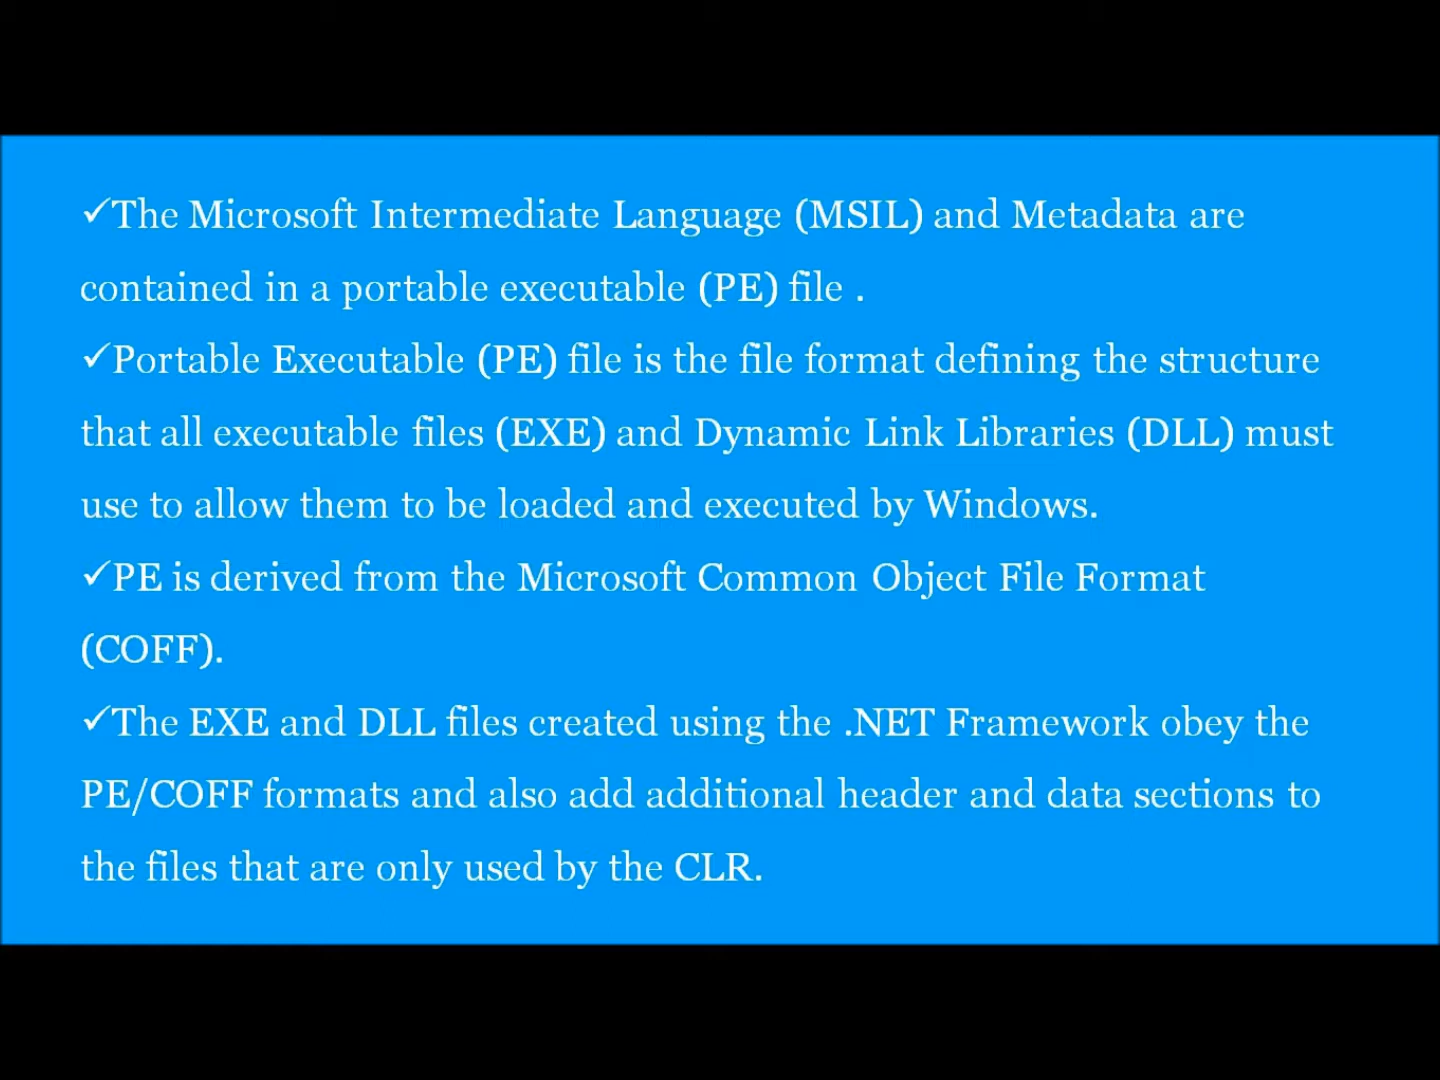 ✓The Microsoft Intermediate Language (MSIL) and Metadata are
contained in a portable executable (PE) file .
✓Portable Executable (PE) file is the file format defining the structure
that all executable files (EXE) and Dynamic Link Libraries (DLL) must
use to allow them to be loaded and executed by Windows.
✓PE is derived from the Microsoft Common Object File Format
(COFF).
✓The EXE and DLL files created using the .NET Framework obey the
PE/COFF formats and also add additional header and data sections to
the files that are only used by the CLR.